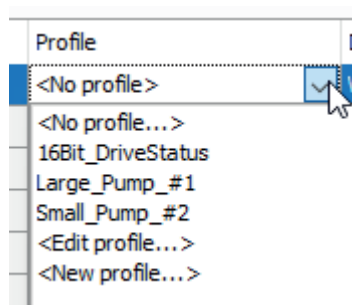 Profile
<No profile>
<No profile...>
16Bit_DriveStatus
Large_Pump_#1
Small_Pump_#2
<Edit profile...>
<New profile...>